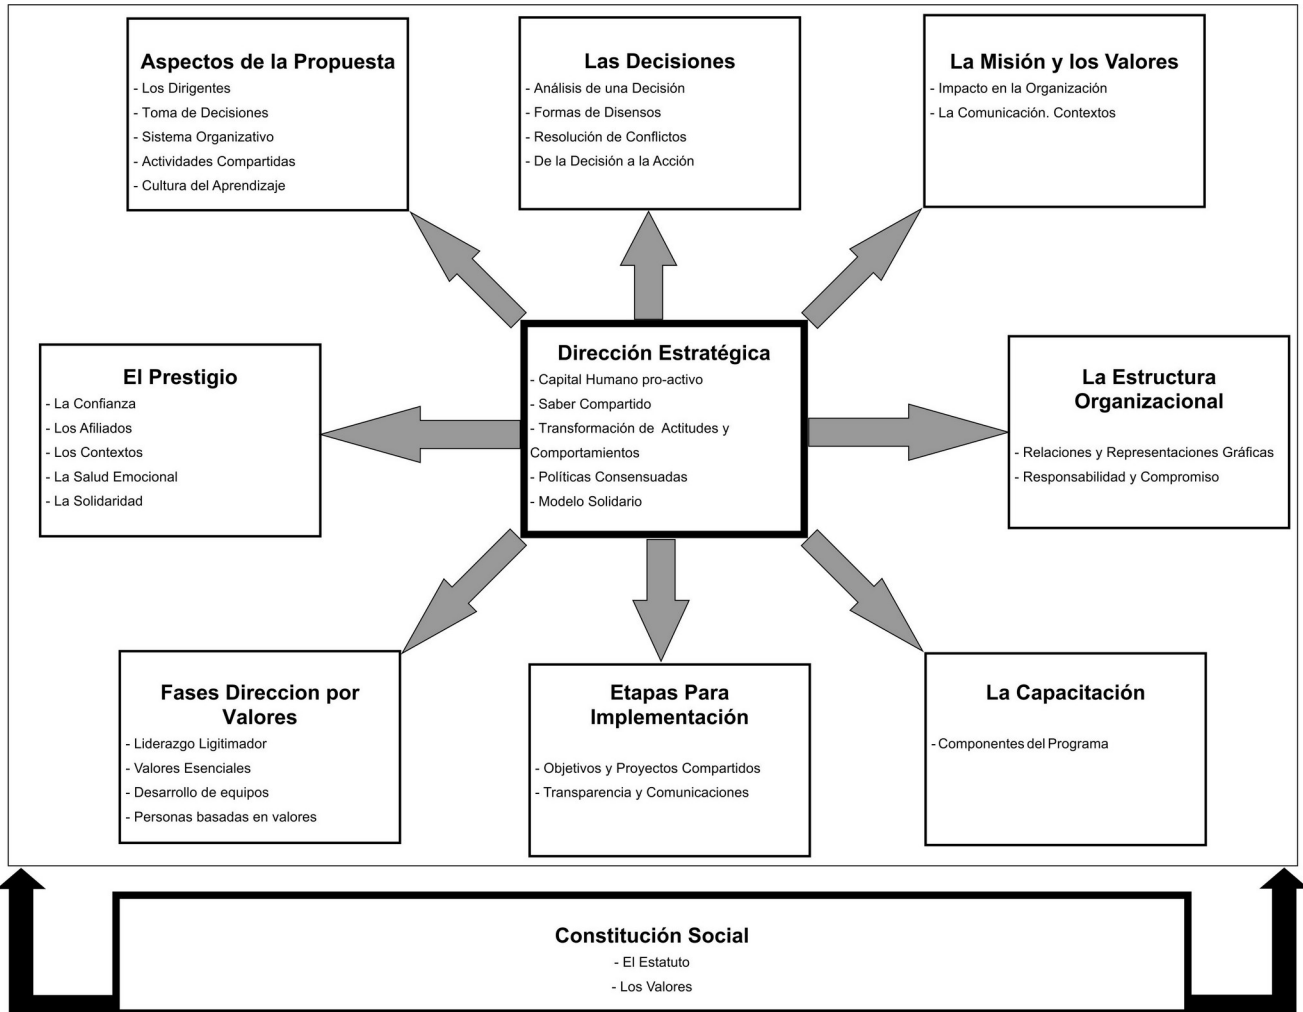 Aspectos de la Propuesta
- Los Dirigentes
- Toma de Decisiones
- Sistema Organizativo
- Actividades Compartidas
- Cultura del Aprendizaje
Las Decisiones
- Análisis de una Decisión
- Formas de Disensos
- Resolución de Conflictos
- De la Decisión a la Acción
La Misión y los Valores
- Impacto en la Organización
- La Comunicación. Contextos
El Prestigio
- La Confianza
- Los Afiliados
- Los Contextos
- La Salud Emocional
- La Solidaridad
Dirección Estratégica
- Capital Humano pro-activo
- Saber Compartido
- Transformación de Actitudes y
Comportamientos
- Políticas Consensuadas
- Modelo Solidario
La Estructura
Organizacional
- Relaciones y Representaciones Gráficas
- Responsabilidad y Compromiso
Fases Direccion por
Valores
- Liderazgo Ligitimador
- Valores Esenciales
- Desarrollo de equipos
- Personas basadas en valores
Etapas Para
Implementación
- Objetivos y Proyectos Compartidos
- Transparencia y Comunicaciones
La Capacitación
- Componentes del Programa
Constitución Social
- El Estatuto
- Los Valores